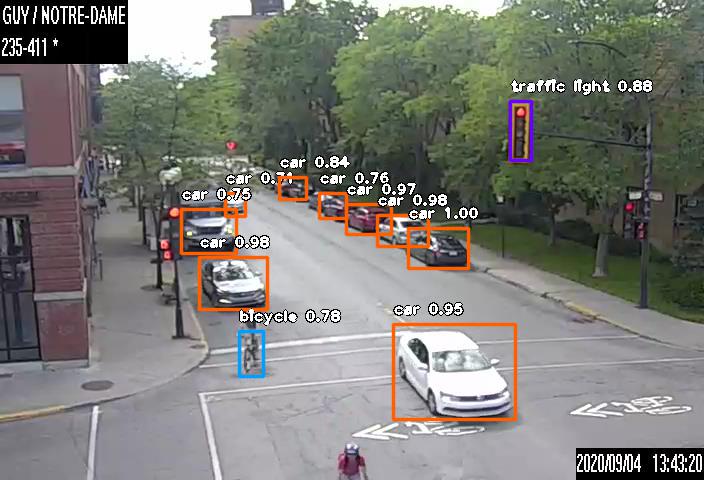 GUY / NOTRE-DAME
235-411 *
traffic light 0.88
car 0.84
car 0.71
car 0.76
car 0.75
car 0.97
car 0.98
car 1.00
car 0.98
bicycle 0.78
car 0.95
2020/09/04 13:43:20